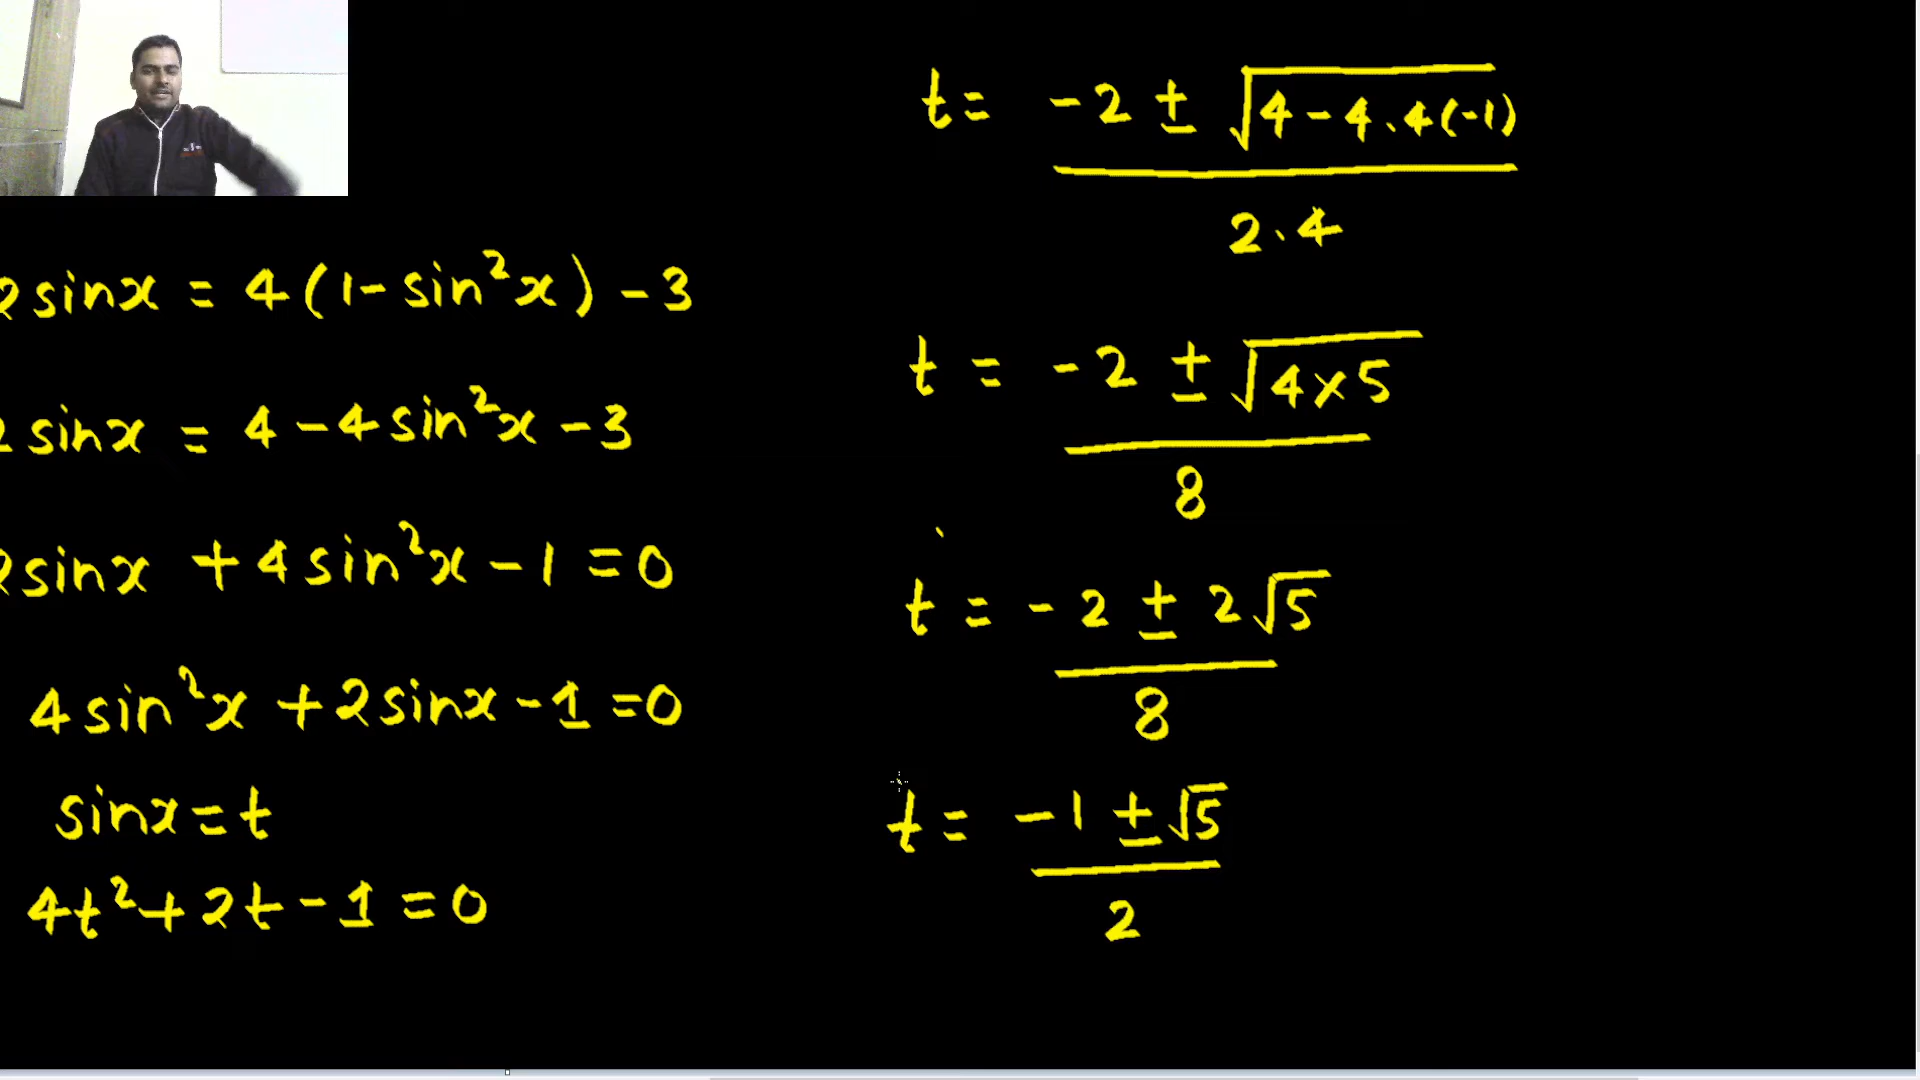 2sinx = 4(1-sin²x) -3
2sinx = 4-4sin²x-3
2sinx +4sin²x-1=0
4sin²x+2sinx-1=0
sinx=t
4t²+2t-1=0
t= -2 ± √4-4.4(-1)
2.4
t = -2 ± √4×5
8
t = -2 ± 2√5
8
t= -1 ± √5
2